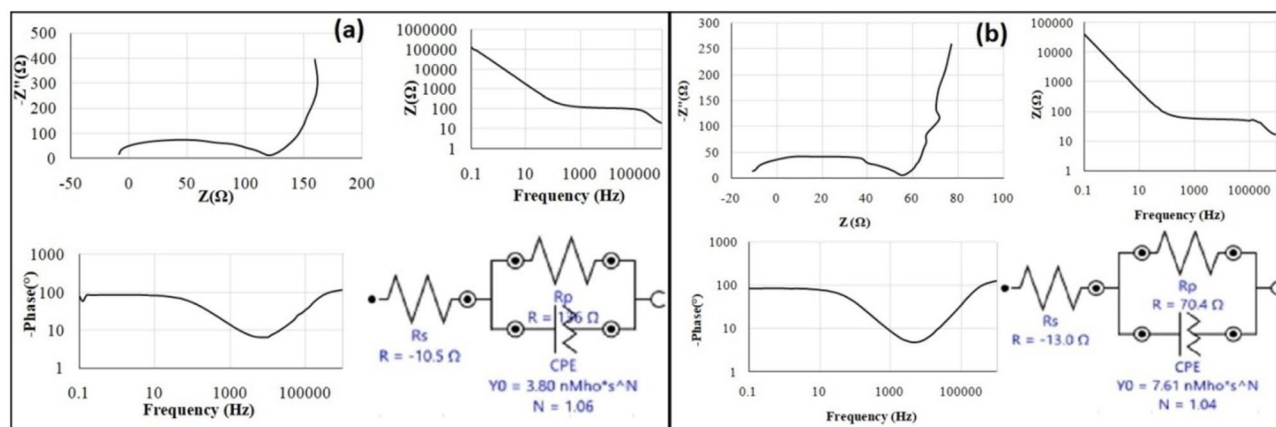 (a)
-Z"(Ω)
500
400
300
200
100
0
-50 0 50 100 150 200
Z(Ω)
Z(Ω)
1000000
100000
10000
1000
100
10
1
0.1 10 1000 100000
Frequency (Hz)
-Phase(°)
1000
100
10
1
0.1 10 1000 100000
Frequency (Hz)
Rs
R = -10.5 Ω
Rp
R = 136 Ω
CPE
Y0 = 3.80 nMho*s^N
N = 1.06
(b)
-Z"(Ω)
300
250
200
150
100
50
0
-20 0 20 40 60 80 100
Z (Ω)
Z(Ω)
100000
10000
1000
100
10
1
0.1 10 1000 100000
Frequency (Hz)
-Phase(°)
1000
100
10
1
0.1 10 1000 100000
Frequency (Hz)
Rs
R = -13.0 Ω
Rp
R = 70.4 Ω
CPE
Y0 = 7.61 nMho*s^N
N = 1.04